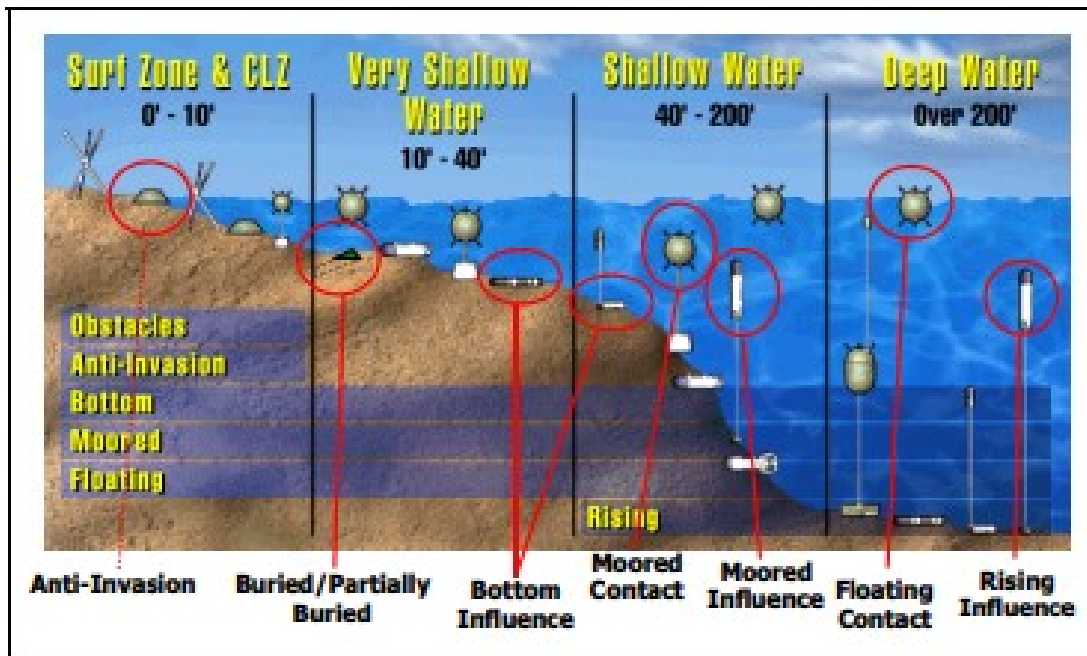 Surf Zone & CLZ
0' - 10'
Very Shallow
Water
10' - 40'
Shallow Water
40' - 200'
Deep Water
Over 200'
Obstacles
Anti-Invasion
Bottom
Moored
Floating
Rising
Anti-Invasion
Buried/Partially
Buried
Bottom
Influence
Moored
Contact
Moored
Influence
Floating
Contact
Rising
Influence